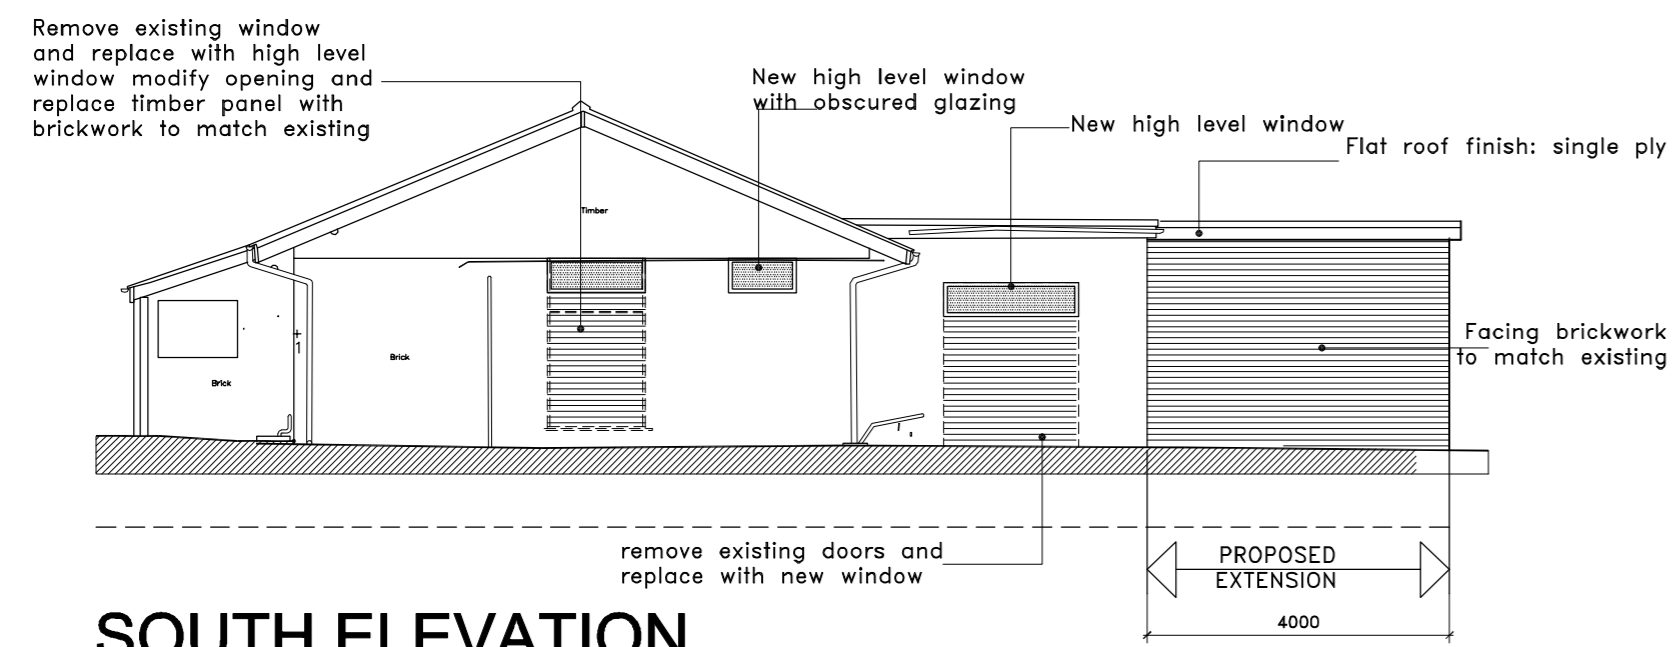 Remove existing window
and replace with high level
window modify opening and
replace timber panel with
brickwork to match existing
New high level window
with obscured glazing
New high level window
Flat roof finish: single ply
Timber
Facing brickwork
to match existing
+
1
Brick
Brick
remove existing doors and
replace with new window
PROPOSED
EXTENSION
4000
SOUTH ELEVATION